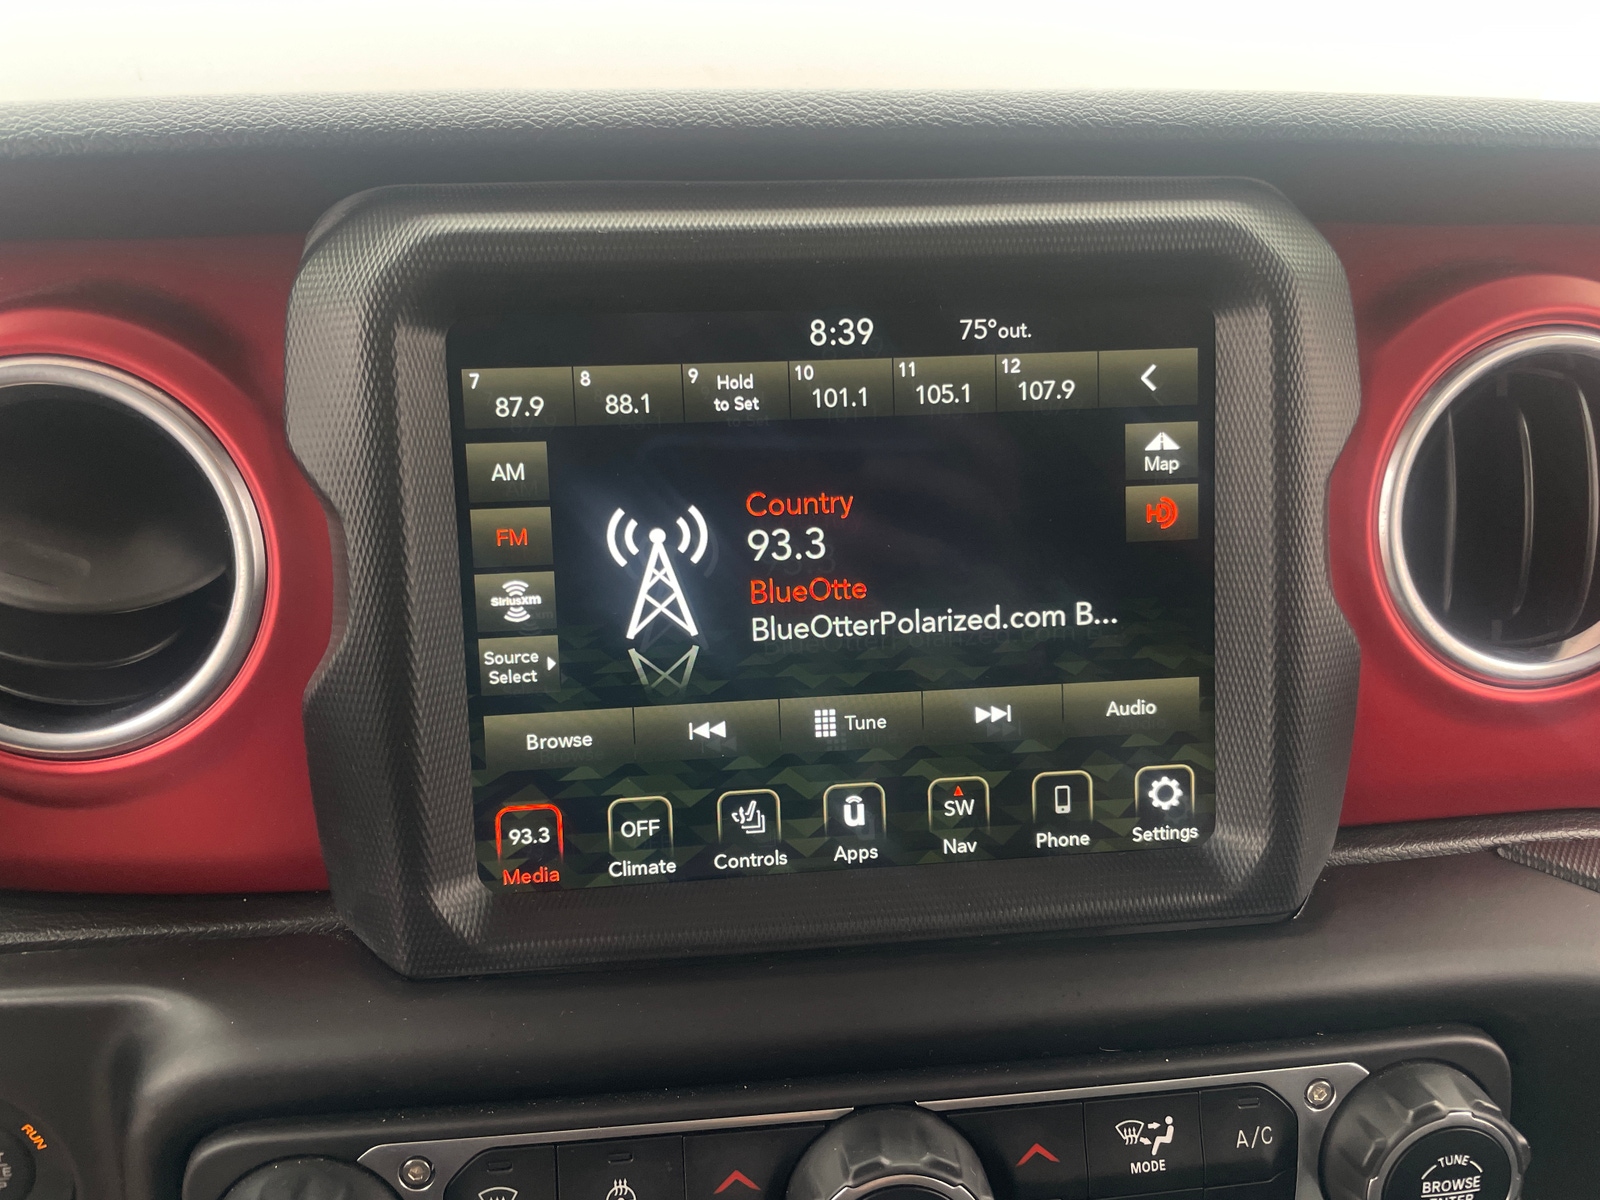 8:39 75°out.
7 87.9
8 88.1
9 Hold
to Set
10 101.1
11 105.1
12 107.9
AM
Map
Country
FM
HD
93.3
BlueOtte
SiriusXM
BlueOtterPolarized.com B...
Source
Select
Browse
Tune
Audio
93.3
Media
OFF
Climate
Controls
u
Apps
SW
Nav
Phone
Settings
RUN
MODE
A/C
TUNE
BROWSE
ENTER